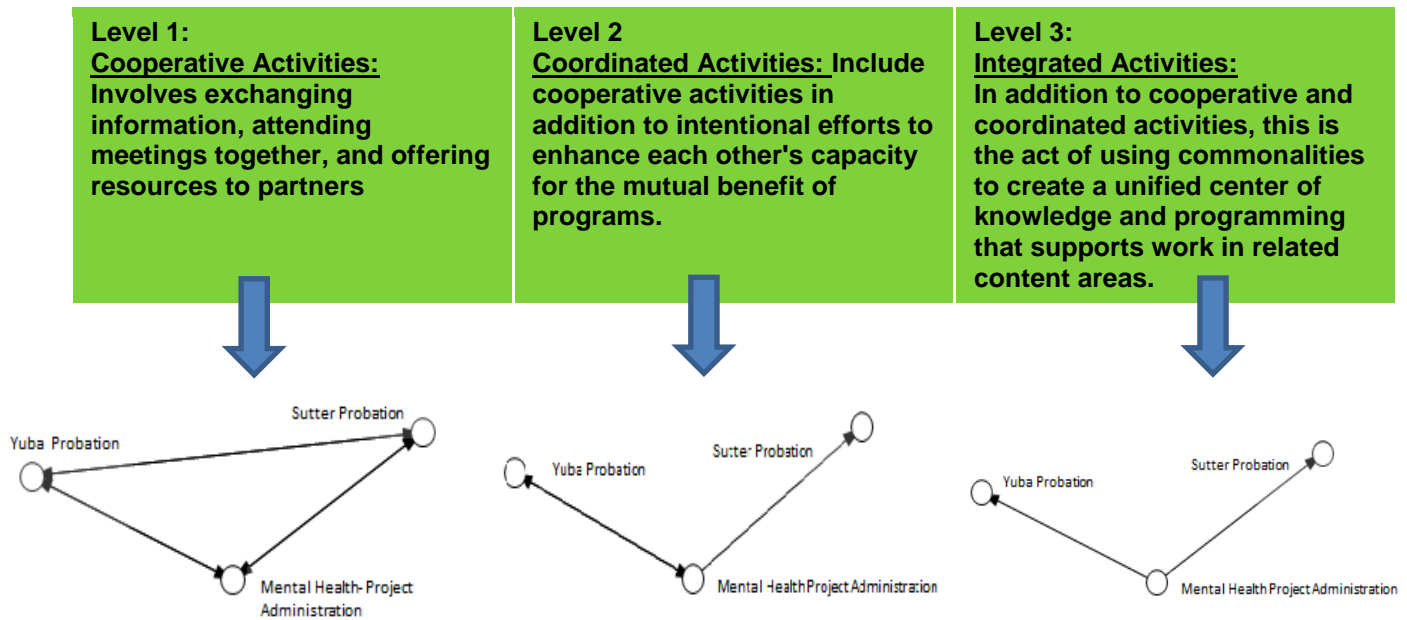 Level 1:
Cooperative Activities:
Involves exchanging
information, attending
meetings together, and offering
resources to partners
Level 2
Coordinated Activities: Include
cooperative activities in
addition to intentional efforts to
enhance each other's capacity
for the mutual benefit of
programs.
Level 3:
Integrated Activities:
In addition to cooperative and
coordinated activities, this is
the act of using commonalities
to create a unified center of
knowledge and programming
that supports work in related
content areas.
Sutter Probation
Yuba Probation
Mental Health-Project
Administration
Sutter Probation
Yuba Probation
Mental Health Project Administration
Sutter Probation
Yuba Probation
Mental Health Project Administration